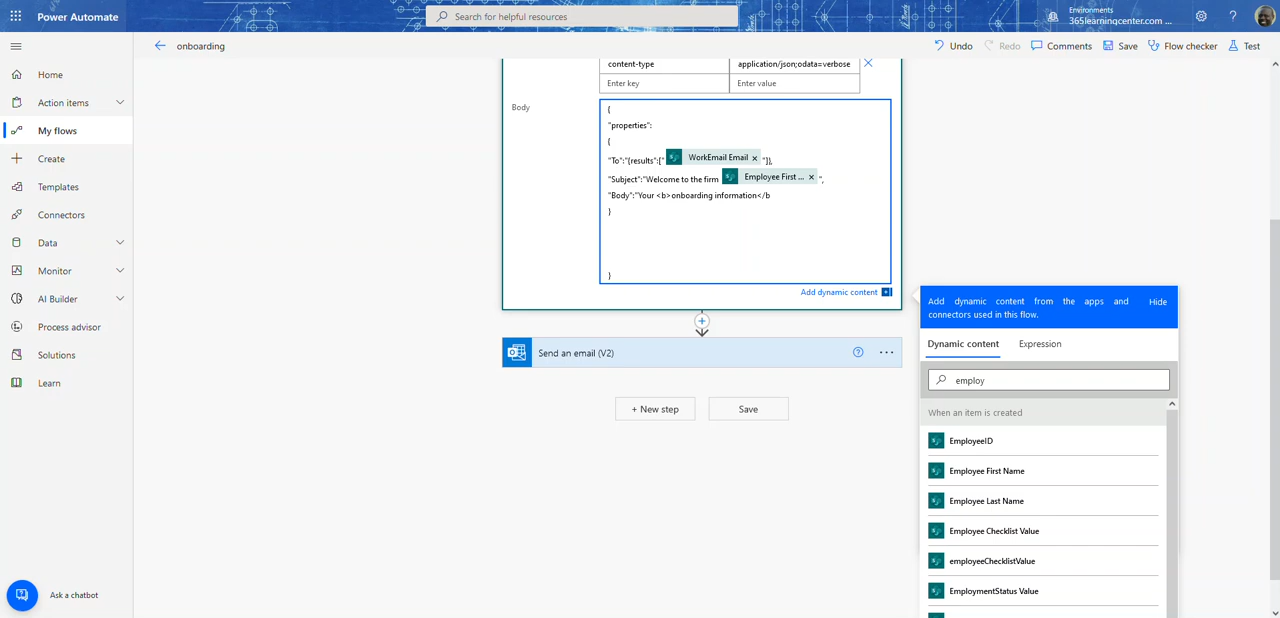 Power Automate
Search for helpful resources
Environments
365learningcenter.com ...
onboarding
Undo
Redo
Comments
Save
Flow checker
Test
Home
Action items
My flows
Create
Templates
Connectors
Data
Monitor
AI Builder
Process advisor
Solutions
Learn
Ask a chatbot
content-type
application/json;odata=verbose
Enter key
Enter value
Body
{
"properties":
{
"To":"{results":[" WorkEmail Email × "]},
"Subject":"Welcome to the firm Employee First ... × ",
"Body":"Your <b>onboarding information</b
}
}
Add dynamic content
Send an email (V2)
+ New step
Save
Add dynamic content from the apps and
connectors used in this flow.
Hide
Dynamic content
Expression
employ
When an item is created
EmployeeID
Employee First Name
Employee Last Name
Employee Checklist Value
employeeChecklistValue
EmploymentStatus Value